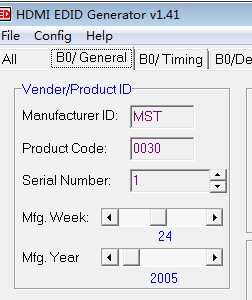 ED HDMI EDID Generator v1.41
File Config Help
All B0/ General B0/ Timing B0/De
Vender/Product ID
Manufacturer ID: MST
Product Code: 0030
Serial Number: 1
Mfg. Week:
24
Mfg. Year
2005